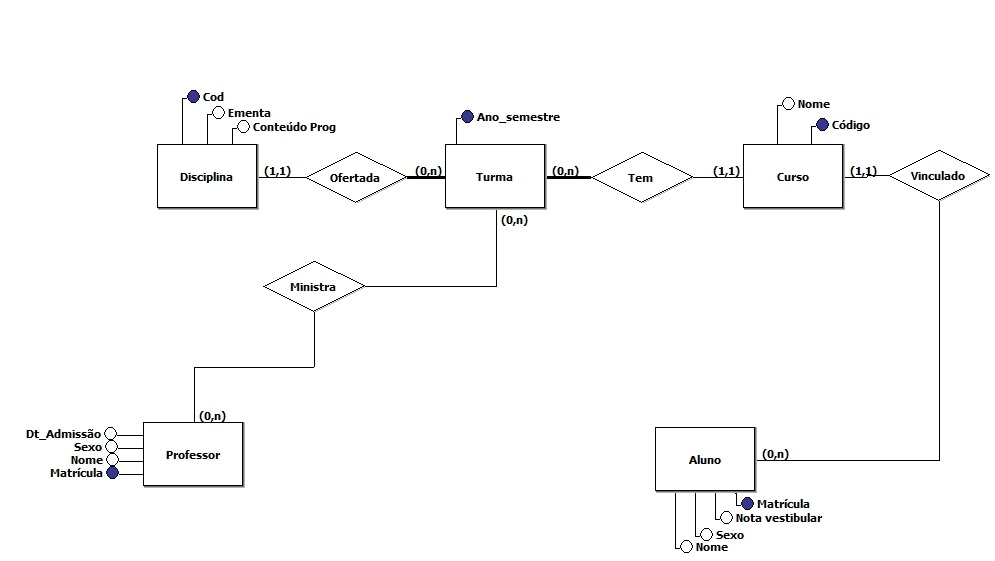 Cod
Ementa
Conteúdo Prog
Disciplina
(1,1)
Ofertada
(0,n)
Ano_semestre
Turma
(0,n)
(0,n)
Tem
(1,1)
Nome
Código
Curso
(1,1)
Vinculado
Ministra
(0,n)
Dt_Admissão
Sexo
Nome
Matrícula
Professor
Aluno
(0,n)
Matrícula
Nota vestibular
Sexo
Nome